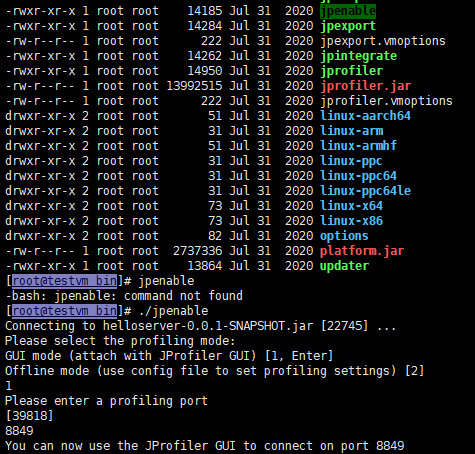 -rwxr-xr-x 1 root root 14185 Jul 31 2020 jpenable
-rwxr-xr-x 1 root root 14284 Jul 31 2020 jpexport
-rw-r--r-- 1 root root 222 Jul 31 2020 jpexport.vmoptions
-rwxr-xr-x 1 root root 14262 Jul 31 2020 jpintegrate
-rwxr-xr-x 1 root root 14950 Jul 31 2020 jprofiler
-rw-r--r-- 1 root root 13992515 Jul 31 2020 jprofiler.jar
-rw-r--r-- 1 root root 222 Jul 31 2020 jprofiler.vmoptions
drwxr-xr-x 2 root root 51 Jul 31 2020 linux-aarch64
drwxr-xr-x 2 root root 31 Jul 31 2020 linux-arm
drwxr-xr-x 2 root root 51 Jul 31 2020 linux-armhf
drwxr-xr-x 2 root root 31 Jul 31 2020 linux-ppc
drwxr-xr-x 2 root root 31 Jul 31 2020 linux-ppc64
drwxr-xr-x 2 root root 31 Jul 31 2020 linux-ppc64le
drwxr-xr-x 2 root root 73 Jul 31 2020 linux-x64
drwxr-xr-x 2 root root 73 Jul 31 2020 linux-x86
drwxr-xr-x 2 root root 82 Jul 31 2020 options
-rw-r--r-- 1 root root 2737336 Jul 31 2020 platform.jar
-rwxr-xr-x 1 root root 13864 Jul 31 2020 updater
[root@testvm bin]# jpenable
-bash: jpenable: command not found
[root@testvm bin]# ./jpenable
Connecting to helloserver-0.0.1-SNAPSHOT.jar [22745] ...
Please select the profiling mode:
GUI mode (attach with JProfiler GUI) [1, Enter]
Offline mode (use config file to set profiling settings) [2]
1
Please enter a profiling port
[39818]
8849
You can now use the JProfiler GUI to connect on port 8849